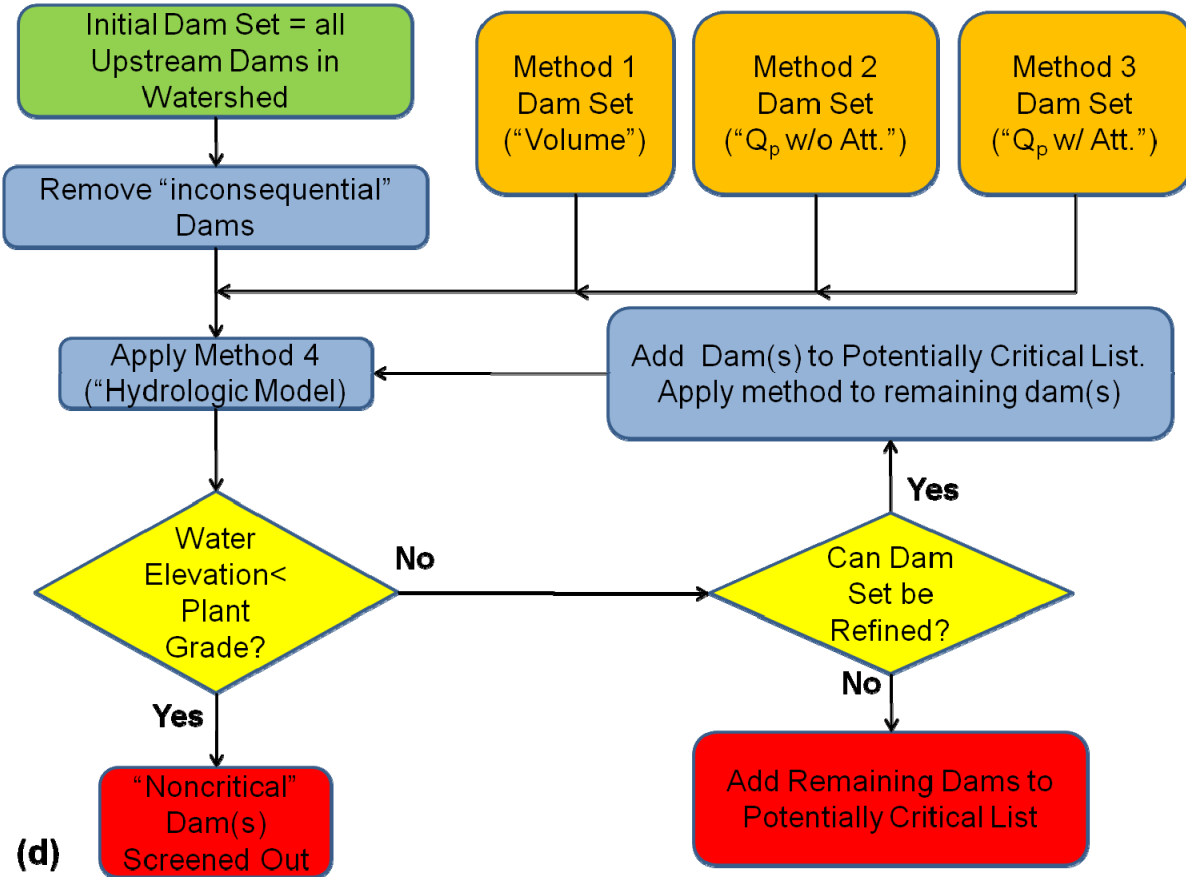 Initial Dam Set = all
Upstream Dams in
Watershed
Method 1
Dam Set
(“Volume”)
Method 2
Dam Set
(“Qp w/o Att.”)
Method 3
Dam Set
(“Qp w/ Att.”)
Remove “inconsequential”
Dams
Apply Method 4
(“Hydrologic Model)
Add  Dam(s) to Potentially Critical List.
Apply method to remaining dam(s)
Yes
Water
Elevation<
Plant
Grade?
No
Can Dam
Set be
Refined?
Yes
No
“Noncritical”
Dam(s)
Screened Out
Add Remaining Dams to
Potentially Critical List
(d)